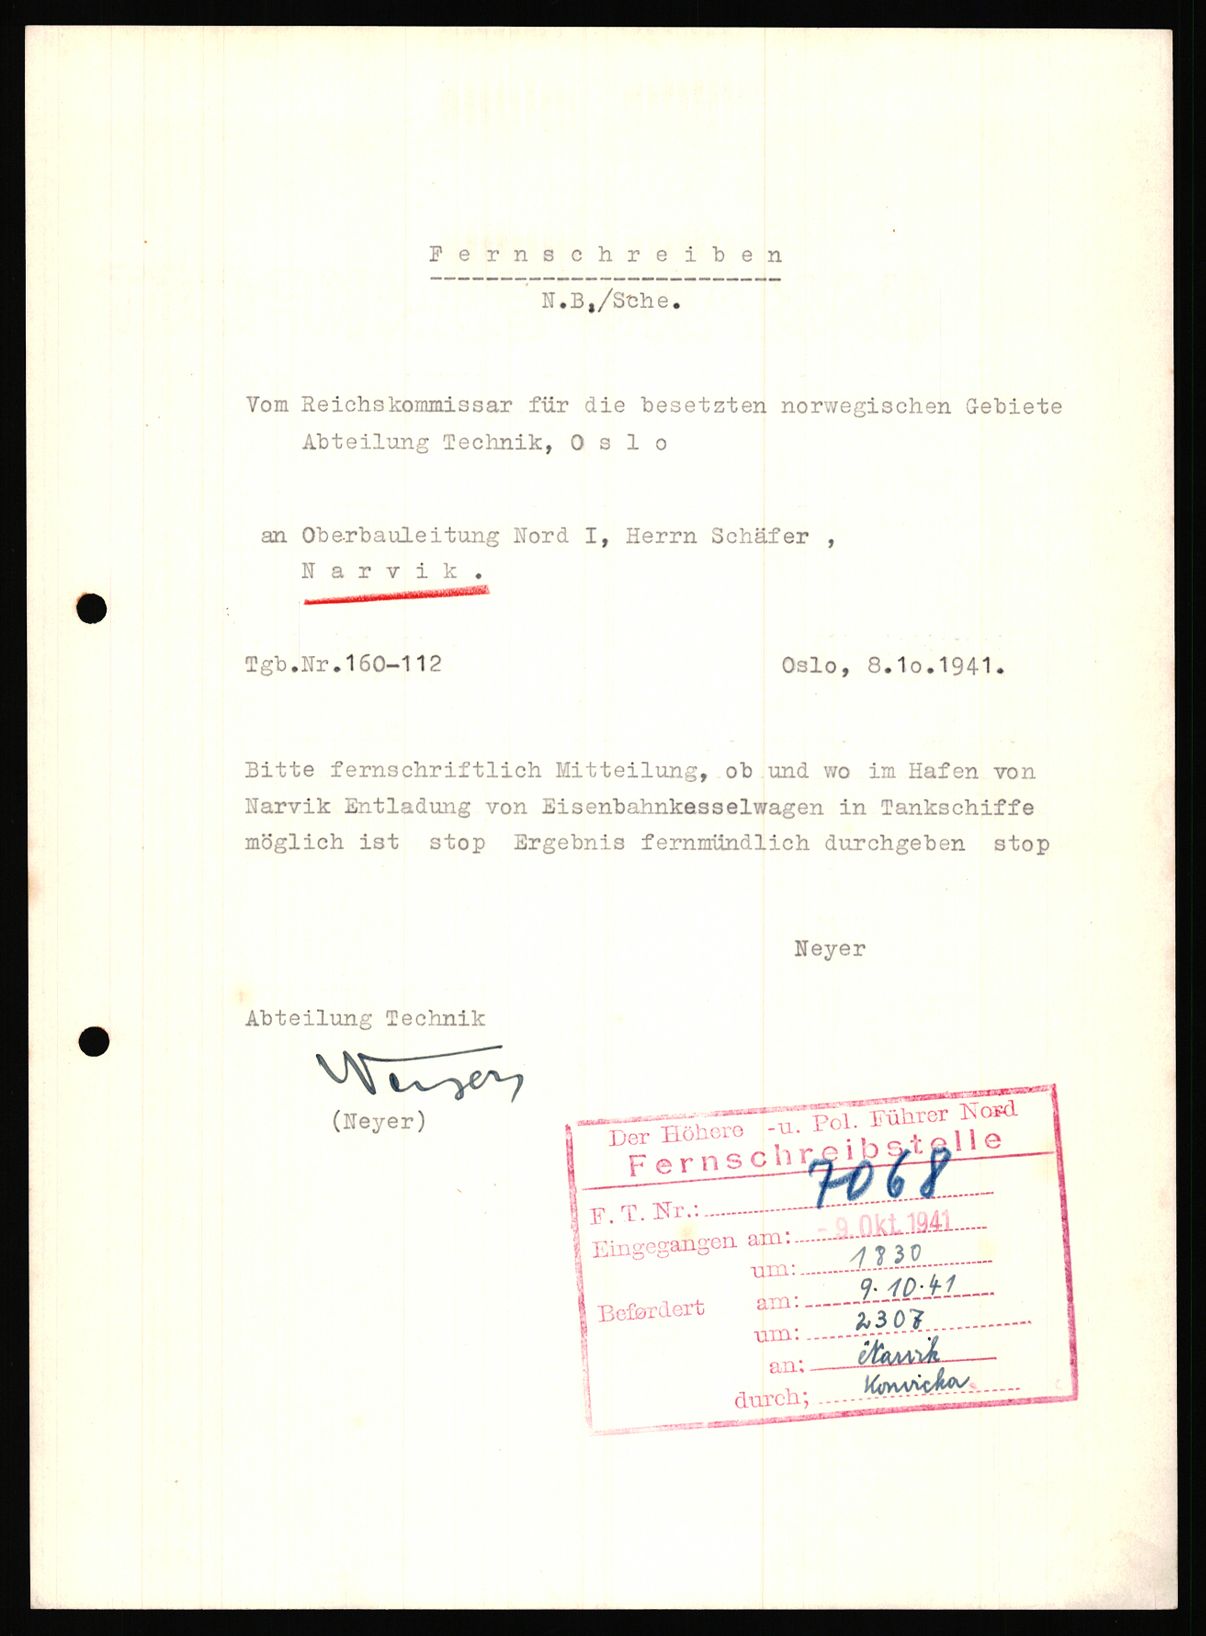 F e r n s c h r e i b e n
N.B./Sche.
Vom Reichskommissar für die besetzten norwegischen Gebiete
Abteilung Technik, O s l o
an Oberbauleitung Nord I, Herrn Schäfer ,
N a r v i k .
Tgb.Nr.160-112
Oslo, 8.1o.1941.
Bitte fernschriftlich Mitteilung, ob und wo im Hafen von
Narvik Entladung von Eisenbahnkesselwagen in Tankschiffe
möglich ist stop Ergebnis fernmündlich durchgeben stop
Neyer
Abteilung Technik
Neyer
(Neyer)
Der Höhere -u. Pol. Führer Nord
Fernschreibstelle
F. T. Nr.: 7068
Eingegangen am: - 9. Okt. 1941
um: 1830
Befördert am: 9.10.41
um: 2307
an: Narvik
durch; Konvicka